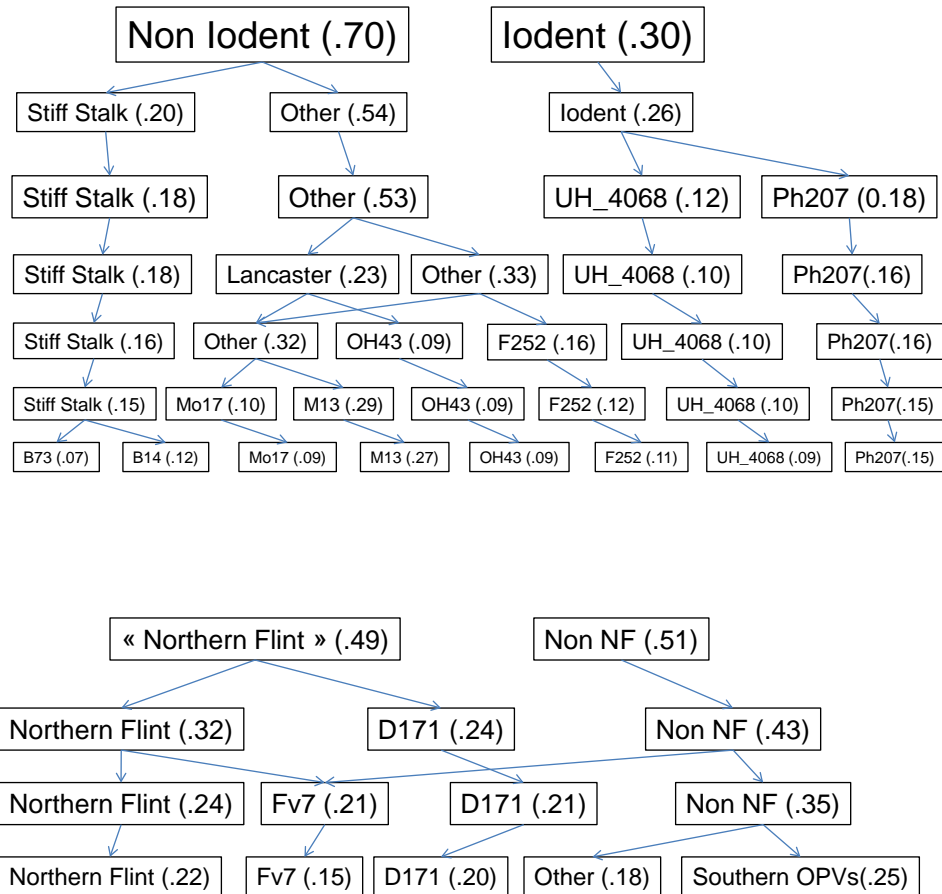 Non Iodent (.70) Iodent (.30)
Stiff Stalk (.20) Other (.54) Iodent (.26)
Stiff Stalk (.18) Other (.53) UH_4068 (.12) Ph207 (0.18)
Stiff Stalk (.18) Lancaster (.23) Other (.33) UH_4068 (.10) Ph207(.16)
Stiff Stalk (.16) Other (.32) OH43 (.09) F252 (.16) UH_4068 (.10) Ph207(.16)
Stiff Stalk (.15) Mo17 (.10) M13 (.29) OH43 (.09) F252 (.12) UH_4068 (.10) Ph207(.15)
B73 (.07) B14 (.12) Mo17 (.09) M13 (.27) OH43 (.09) F252 (.11) UH_4068 (.09) Ph207(.15)
« Northern Flint » (.49) Non NF (.51)
Northern Flint (.32) D171 (.24) Non NF (.43)
Northern Flint (.24) Fv7 (.21) D171 (.21) Non NF (.35)
Northern Flint (.22) Fv7 (.15) D171 (.20) Other (.18) Southern OPVs(.25)